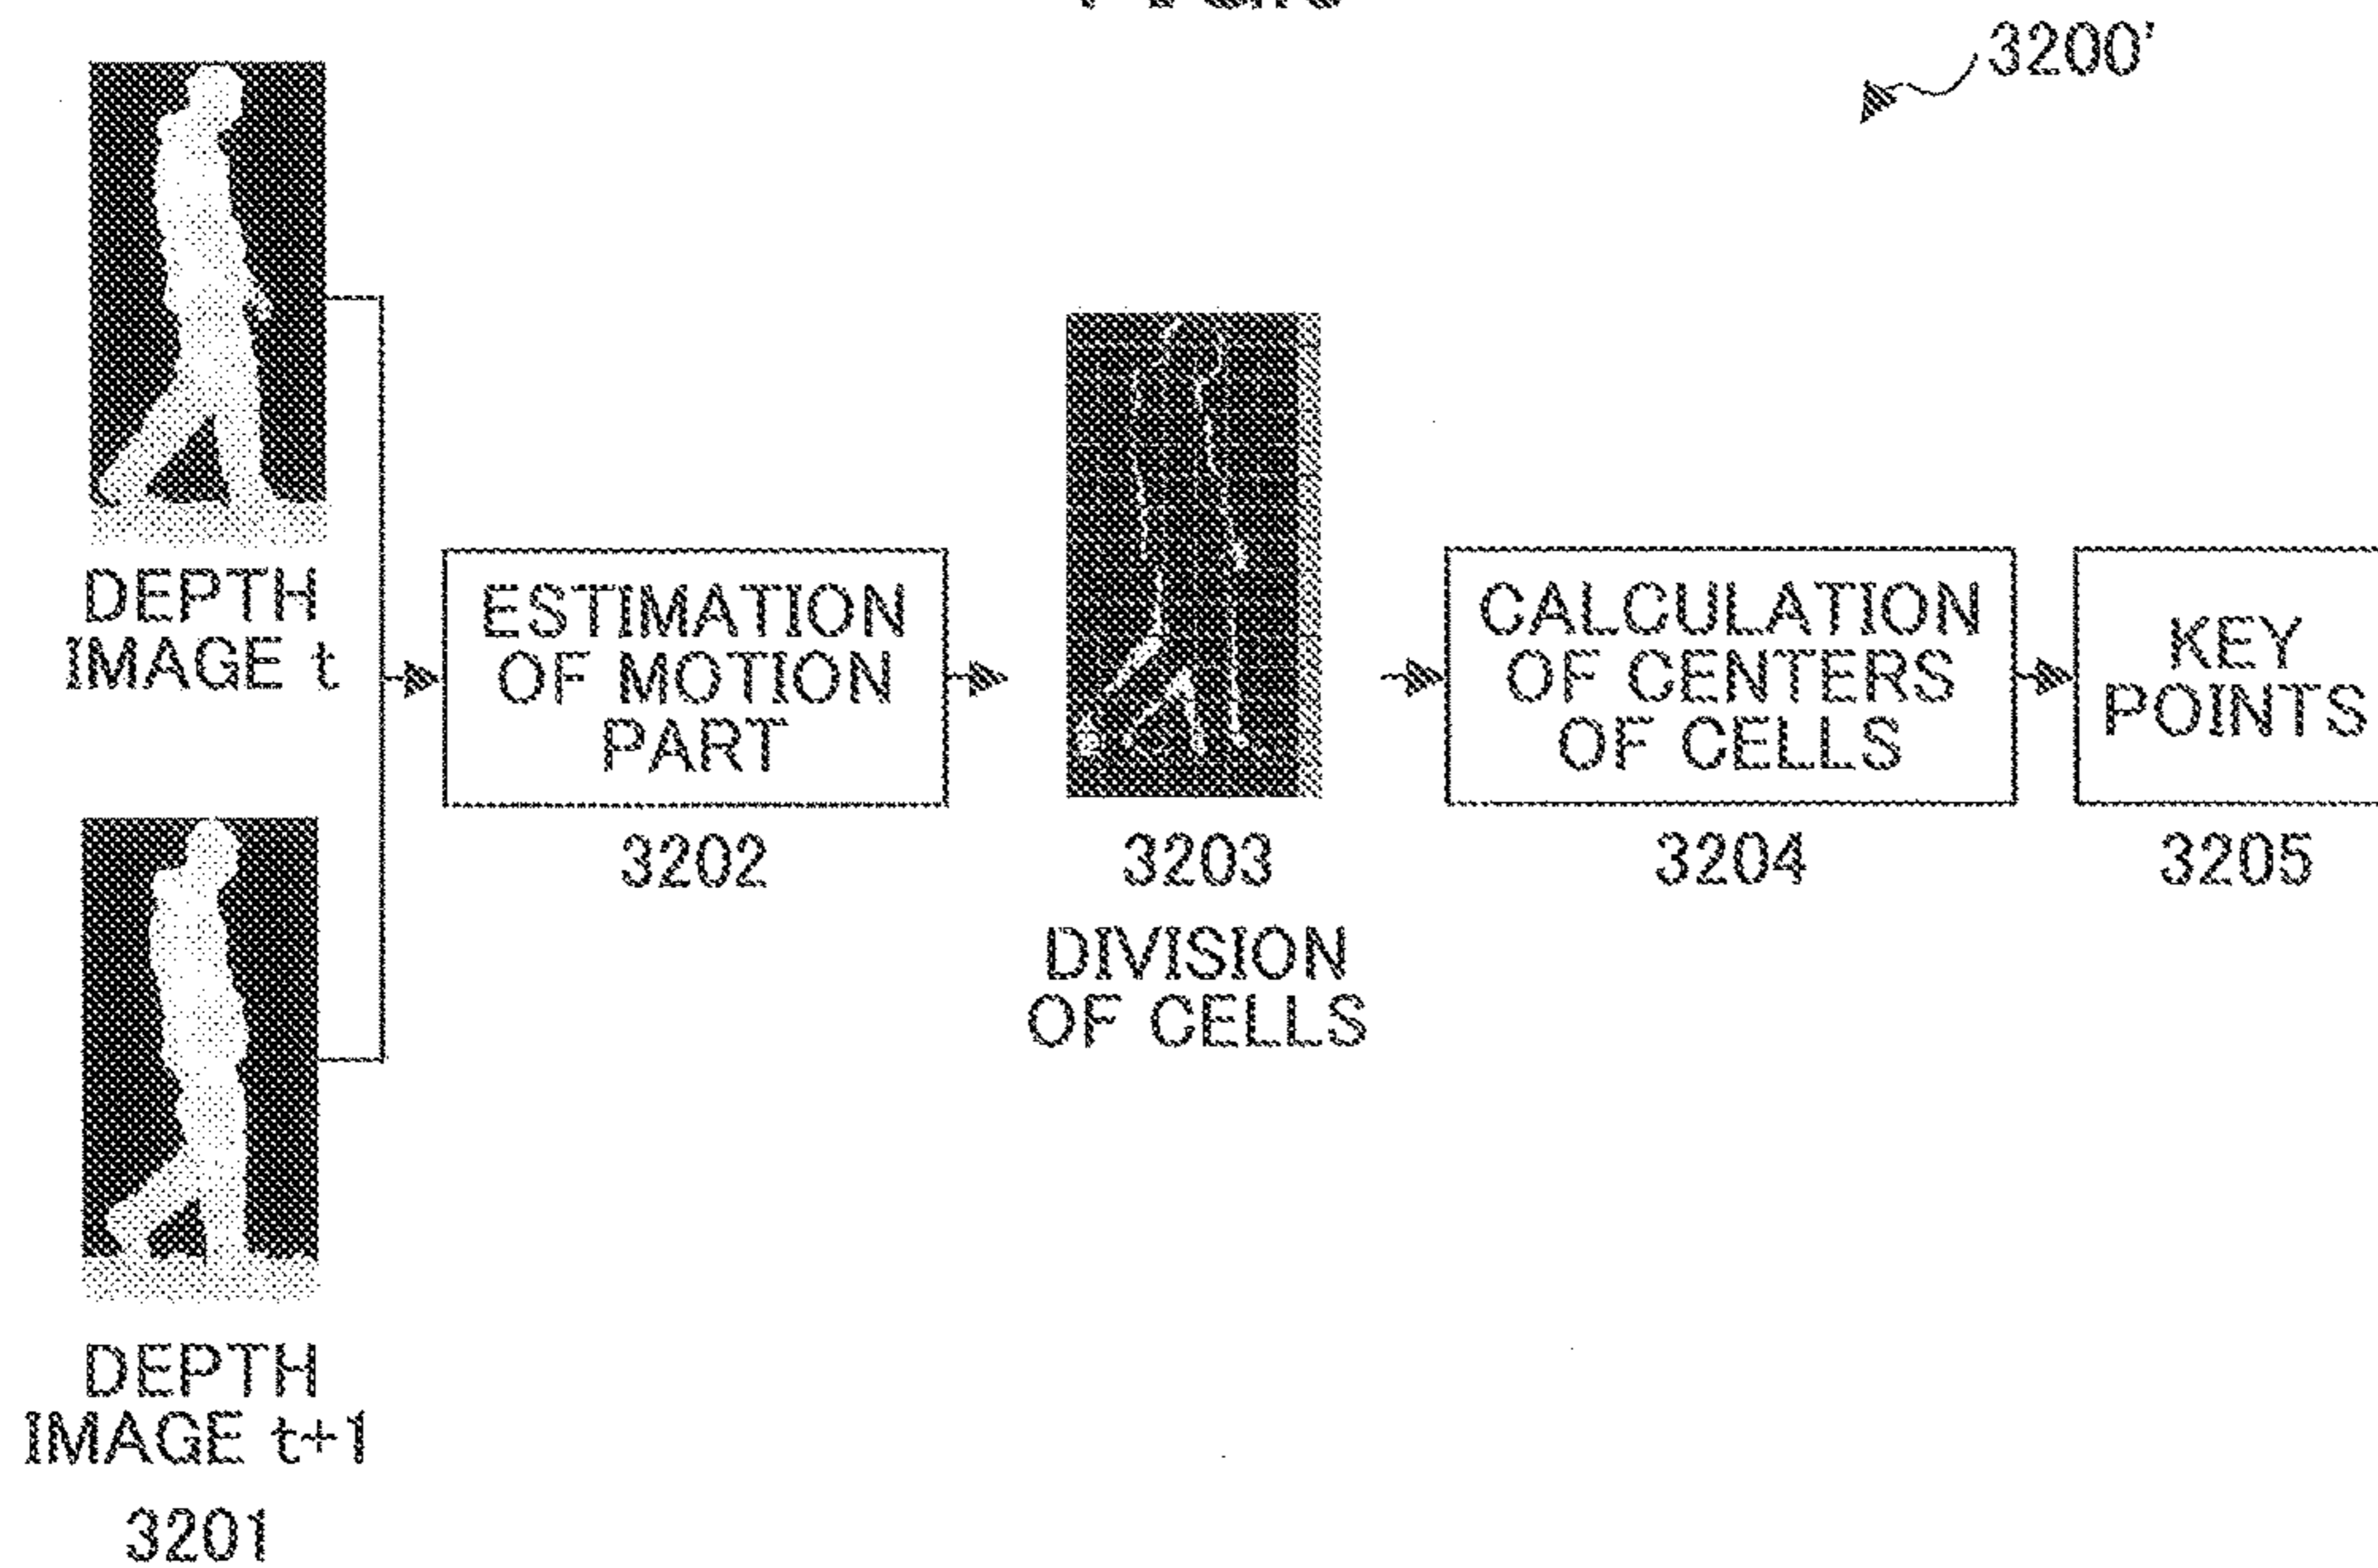 3200'
DEPTH
IMAGE t
ESTIMATION
OF MOTION
PART
3202
3203
DIVISION
OF CELLS
CALCULATION
OF CENTERS
OF CELLS
3204
KEY
POINTS
3205
DEPTH
IMAGE t+1
3201